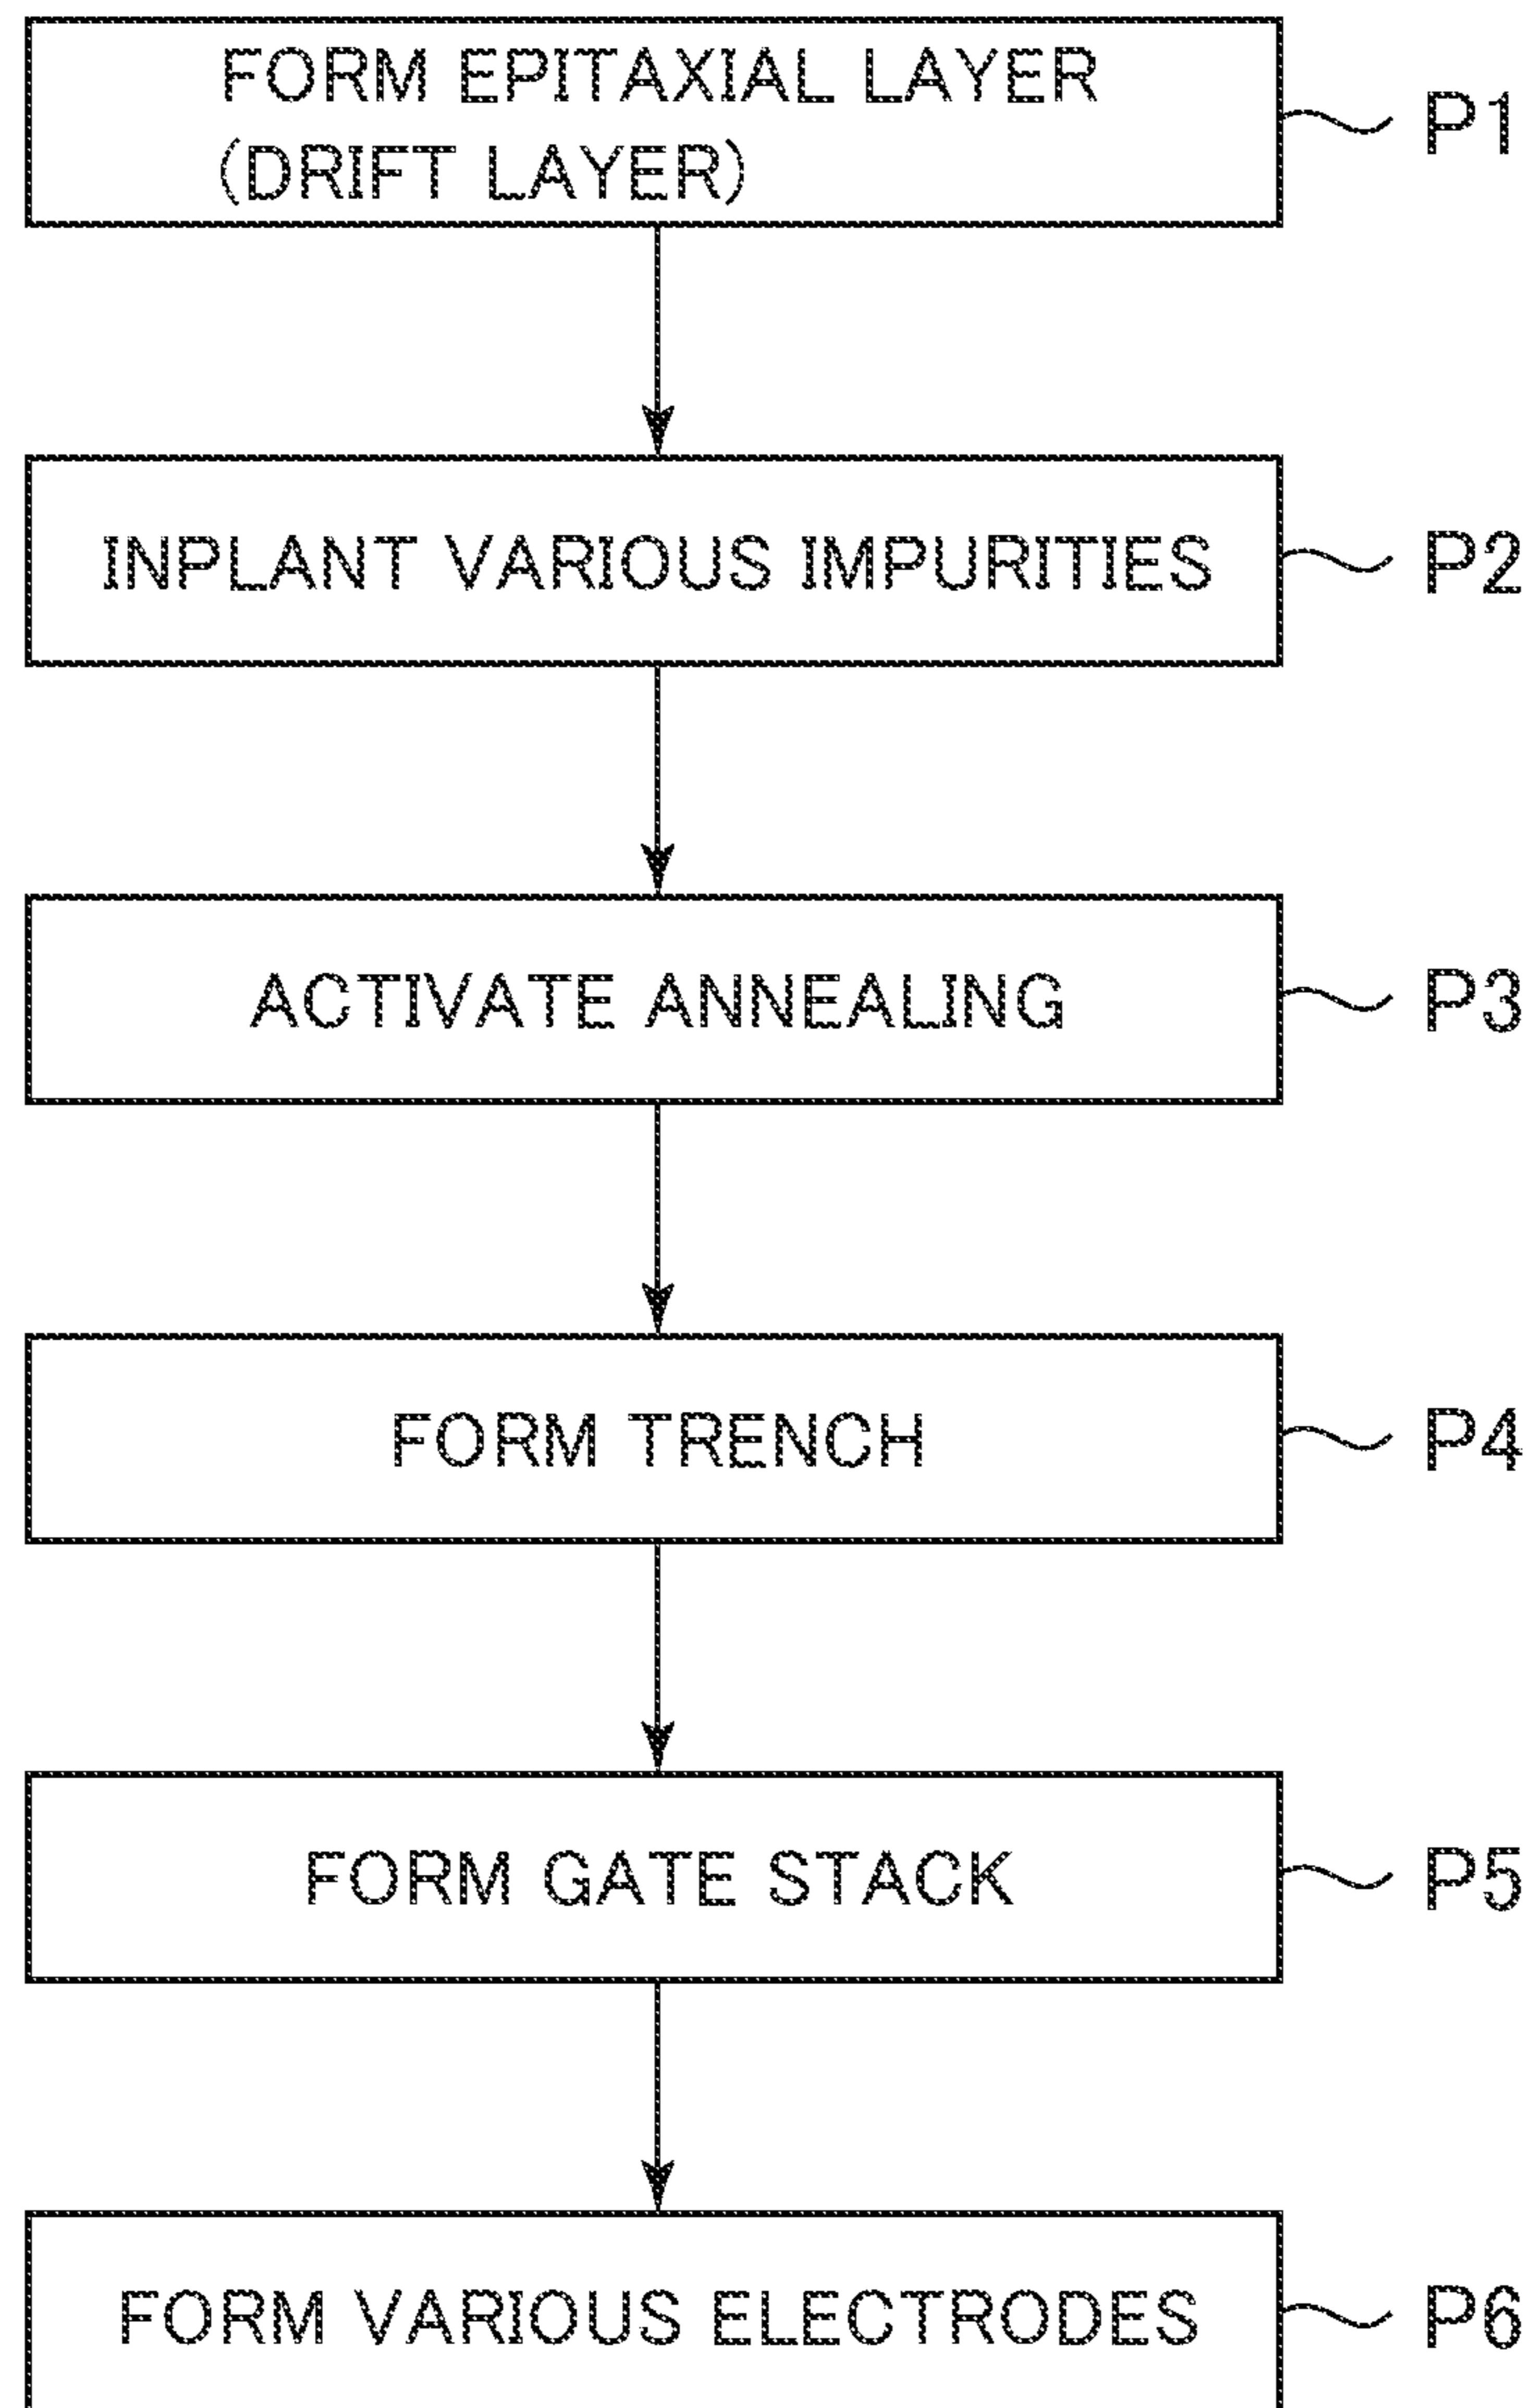 FORM EPITAXIAL LAYER
(DRIFT LAYER)
P1
INPLANT VARIOUS IMPURITIES
P2
ACTIVATE ANNEALING
P3
FORM TRENCH
P4
FORM GATE STACK
P5
FORM VARIOUS ELECTRODES
P6